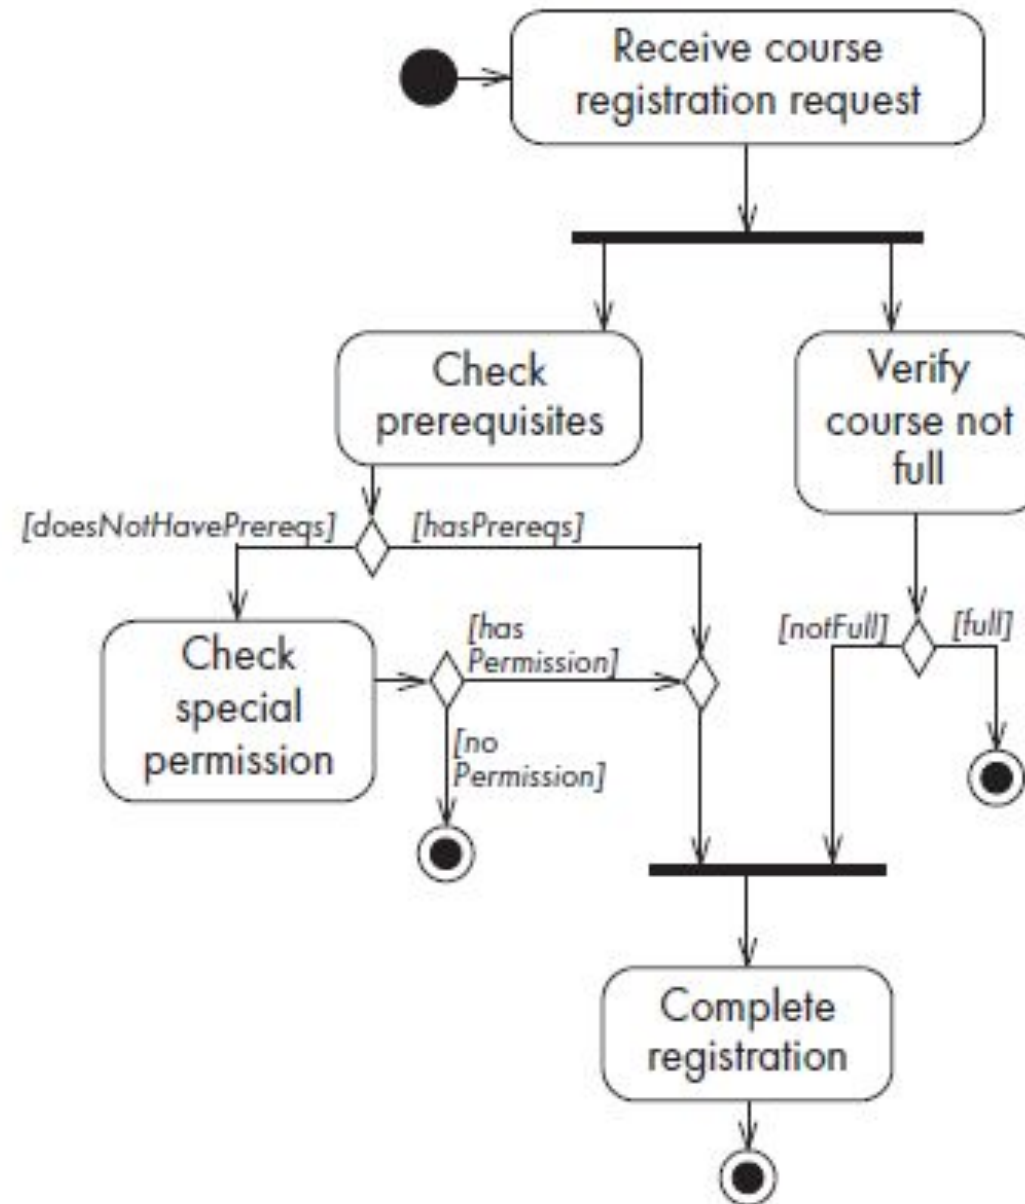 Receive course
registration request
Check
prerequisites
Verify
course not
full
[doesNotHavePrereqs]
[hasPrereqs]
[notFull]
[full]
Check
special
permission
[has
Permission]
[no
Permission]
Complete
registration